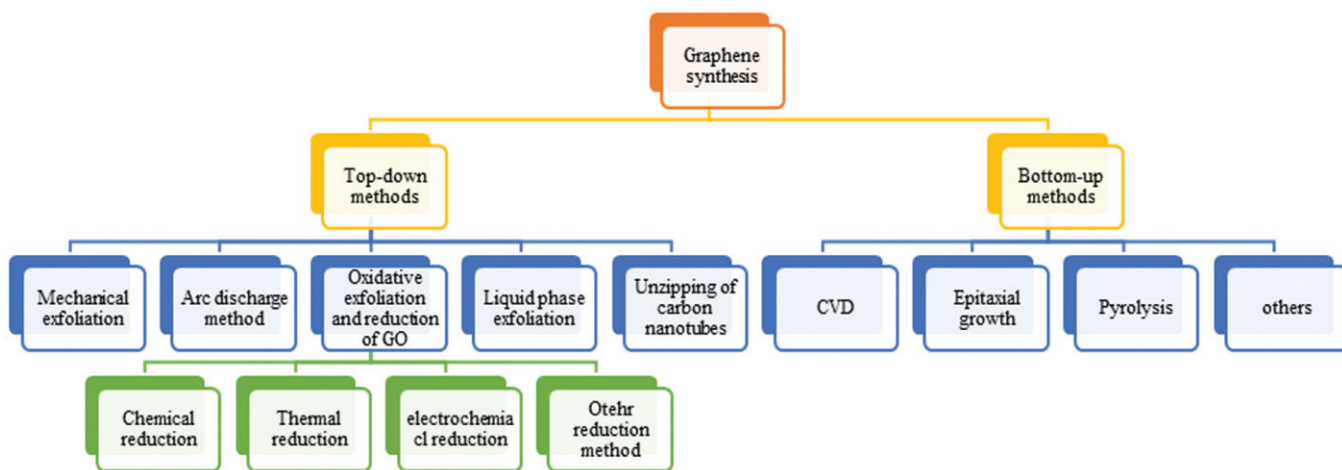 Graphene
synthesis
Top-down
methods
Bottom-up
methods
Mechanical
exfoliation
Arc discharge
method
Oxidative
exfoliation
and reduction
of GO
Liquid phase
exfoliation
Unzipping of
carbon
nanotubes
CVD
Epitaxial
growth
Pyrolysis
others
Chemical
reduction
Thermal
reduction
electrochemia
cl reduction
Otehr
reduction
method